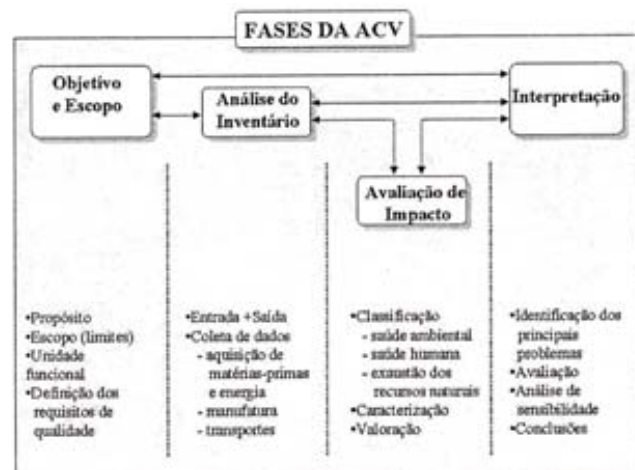 FASES DA ACV
Objetivo
e Escopo
Análise do
Inventário
Interpretação
Avaliação de
Impacto
•Propósito
•Escopo (limites)
•Unidade
funcional
•Definição dos
requisitos de
qualidade
•Entrada +Saída
•Coleta de dados
- aquisição de
matérias-primas
e energia
- manufatura
- transportes
•Classificação
- saúde ambiental
- saúde humana
- exaustão dos
recursos naturais
•Caracterização
•Valoração
•Identificação dos
principais
problemas
•Avaliação
•Análise de
sensibilidade
•Conclusões